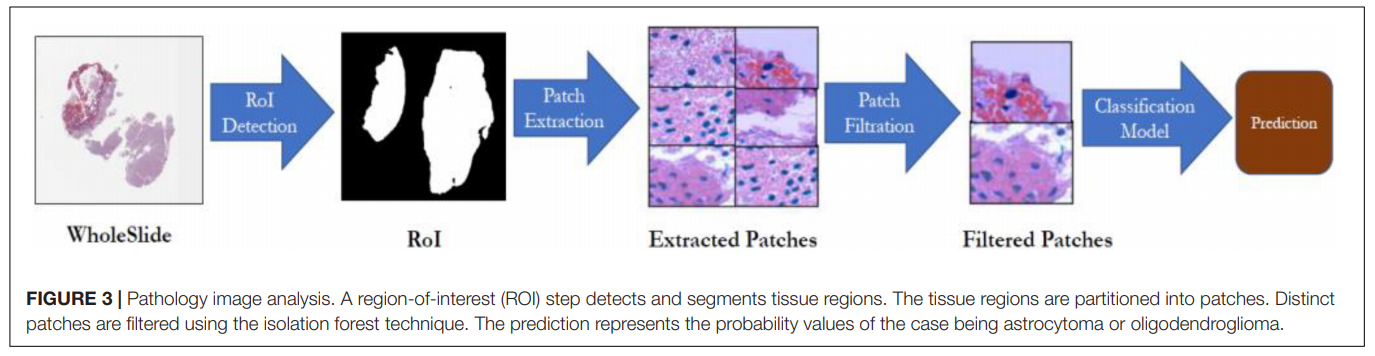 RoI
Detection
Patch
Extraction
Patch
Filtration
Classification
Model
Prediction
WholeSlide
RoI
Extracted Patches
Filtered Patches
FIGURE 3 | Pathology image analysis. A region-of-interest (ROI) step detects and segments tissue regions. The tissue regions are partitioned into patches. Distinct
patches are filtered using the isolation forest technique. The prediction represents the probability values of the case being astrocytoma or oligodendroglioma.